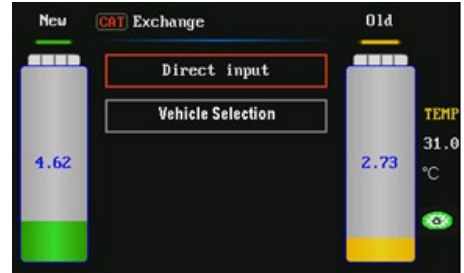 New CAT Exchange Old
Direct input
Vehicle Selection
TEMP
31.0
4.62 2.73 °C